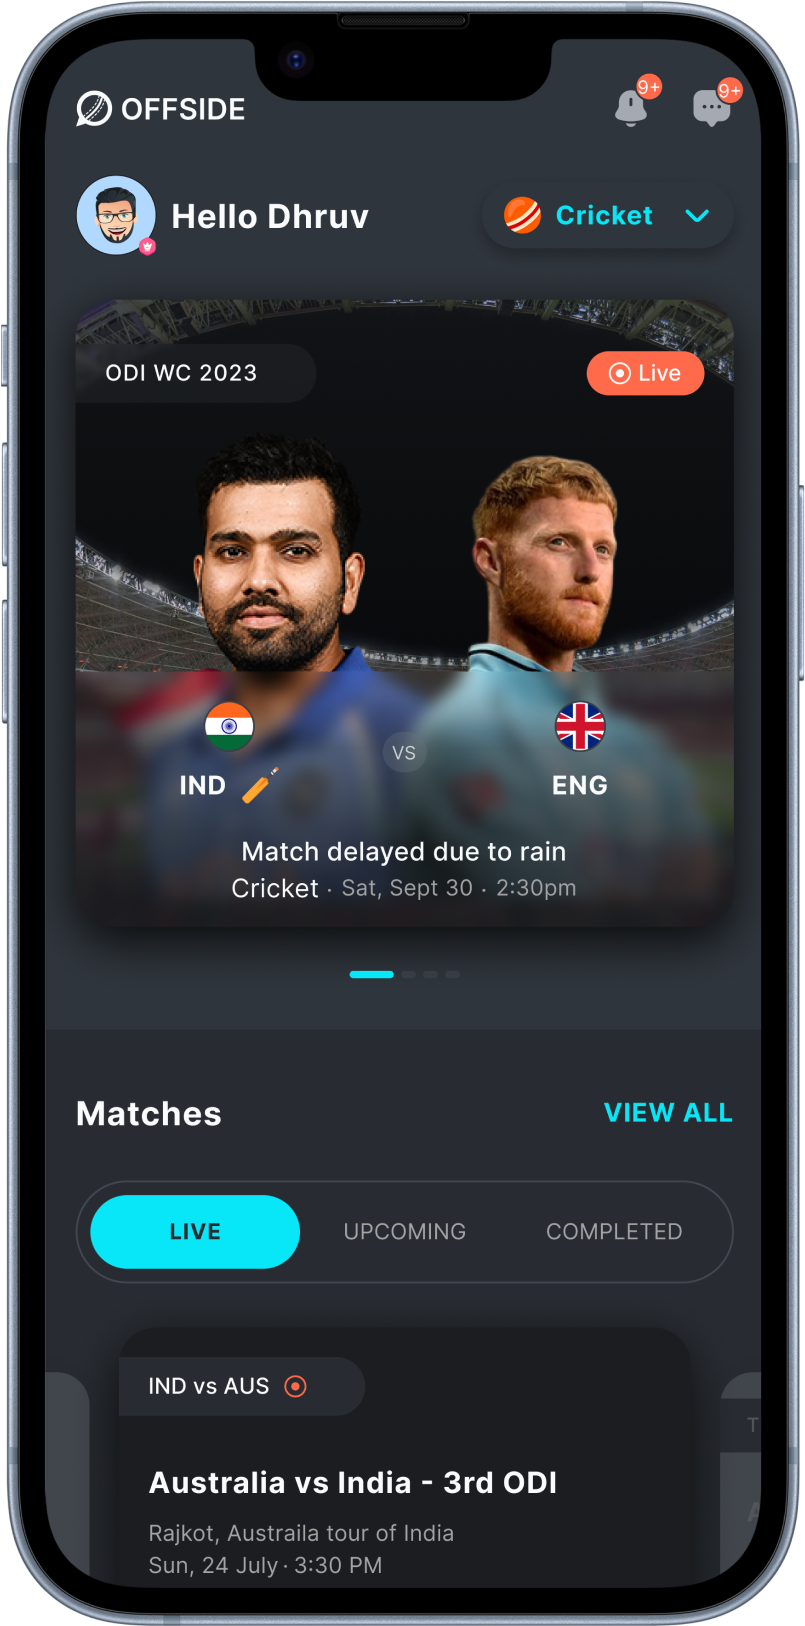 OFFSIDE
9+
9+
Hello Dhruv
Cricket
ODI WC 2023
Live
VS
IND
ENG
Match delayed due to rain
Cricket · Sat, Sept 30 · 2:30pm
Matches
VIEW ALL
LIVE
UPCOMING
COMPLETED
IND vs AUS
Australia vs India - 3rd ODI
Rajkot, Austraila tour of India
Sun, 24 July · 3:30 PM